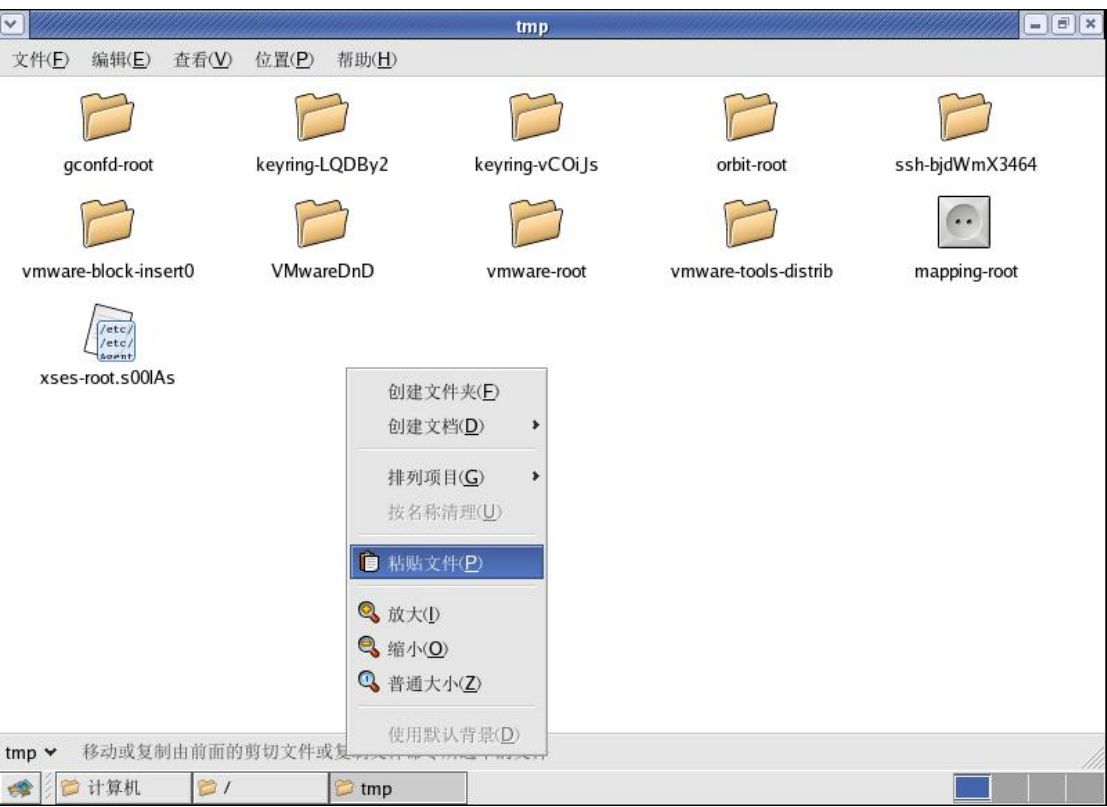 tmp
文件(F) 编辑(E) 查看(V) 位置(P) 帮助(H)
gconfd-root keyring-LQDBy2 keyring-vCOiJs orbit-root ssh-bjdWmX3464
vmware-block-insert0 VMwareDnD vmware-root vmware-tools-distrib mapping-root
/etc/
/etc/
Agent
xses-root.s00IAs
创建文件夹(F)
创建文档(D)
排列项目(G)
按名称清理(U)
粘贴文件(P)
放大(I)
缩小(O)
普通大小(Z)
使用默认背景(D)
tmp 移动或复制由前面的剪切文件或复
计算机 / tmp